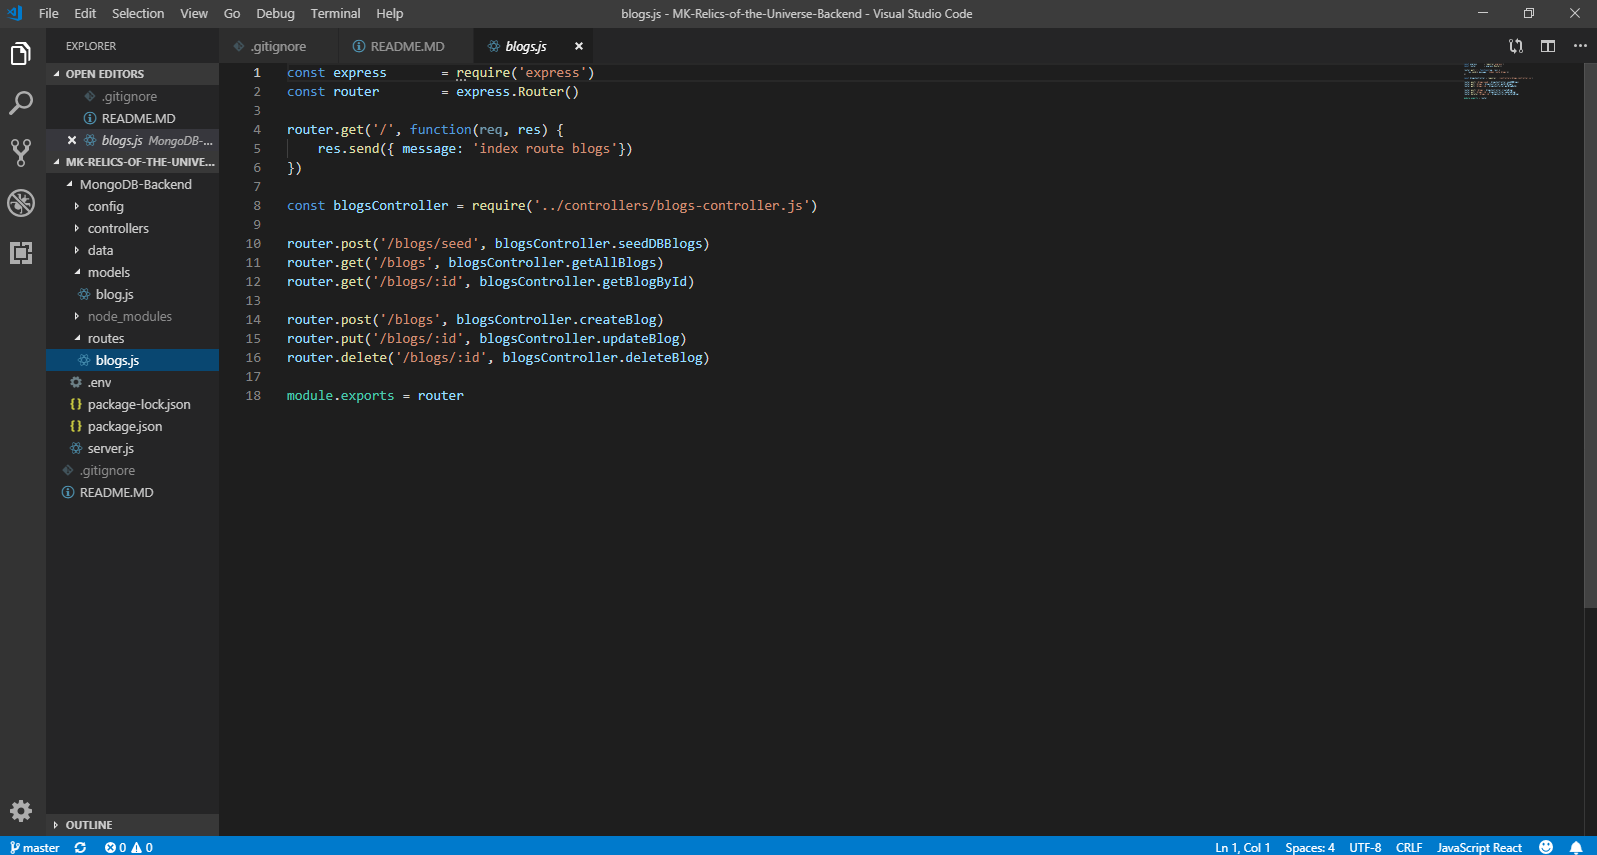 File Edit Selection View Go Debug Terminal Help
blogs.js - MK-Relics-of-the-Universe-Backend - Visual Studio Code
EXPLORER
OPEN EDITORS
.gitignore
README.MD
blogs.js MongoDB-...
MK-RELICS-OF-THE-UNIVE...
MongoDB-Backend
config
controllers
data
models
blog.js
node_modules
routes
blogs.js
.env
package-lock.json
package.json
server.js
.gitignore
README.MD
OUTLINE
.gitignore README.MD blogs.js
1 const express       = require('express')
2 const router        = express.Router()
3
4 router.get('/', function(req, res) {
5     res.send({ message: 'index route blogs'})
6 })
7
8 const blogsController = require('../controllers/blogs-controller.js')
9
10 router.post('/blogs/seed', blogsController.seedDBBlogs)
11 router.get('/blogs', blogsController.getAllBlogs)
12 router.get('/blogs/:id', blogsController.getBlogById)
13
14 router.post('/blogs', blogsController.createBlog)
15 router.put('/blogs/:id', blogsController.updateBlog)
16 router.delete('/blogs/:id', blogsController.deleteBlog)
17
18 module.exports = router
master 0 0 Ln 1, Col 1 Spaces: 4 UTF-8 CRLF JavaScript React